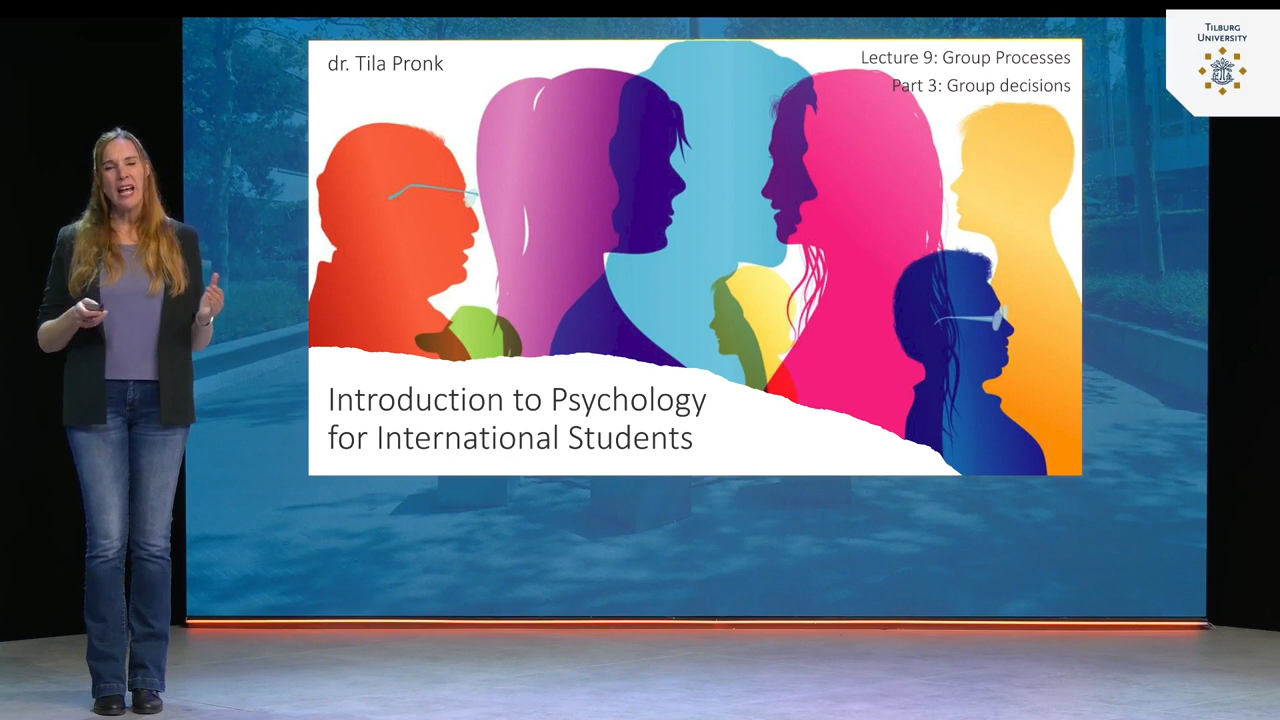 dr. Tila Pronk
Lecture 9: Group Processes
Part 3: Group decisions
Introduction to Psychology
for International Students
TILBURG
UNIVERSITY